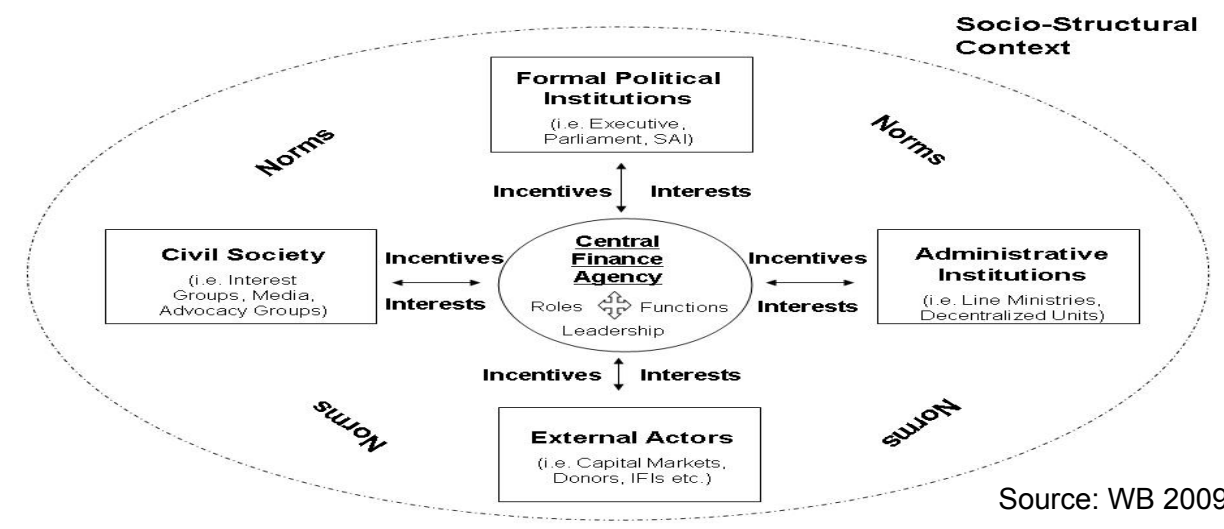 Socio-Structural
Context
Formal Political
Institutions
(i.e. Executive,
Parliament, SAI)
Norms
Norms
Incentives
Interests
Civil Society
(i.e. Interest
Groups, Media,
Advocacy Groups)
Incentives
Interests
Central
Finance
Agency
Roles
Functions
Leadership
Incentives
Interests
Administrative
Institutions
(i.e. Line Ministries,
Decentralized Units)
Incentives
Interests
Norms
Norms
External Actors
(i.e. Capital Markets,
Donors, IFIs etc.)
Source: WB 2009